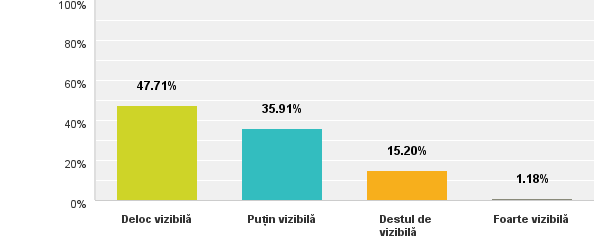 100%
80%
60%
40%
20%
0%
47.71%
35.91%
15.20%
1.18%
Deloc vizibilă
Puțin vizibilă
Destul de
vizibilă
Foarte vizibilă